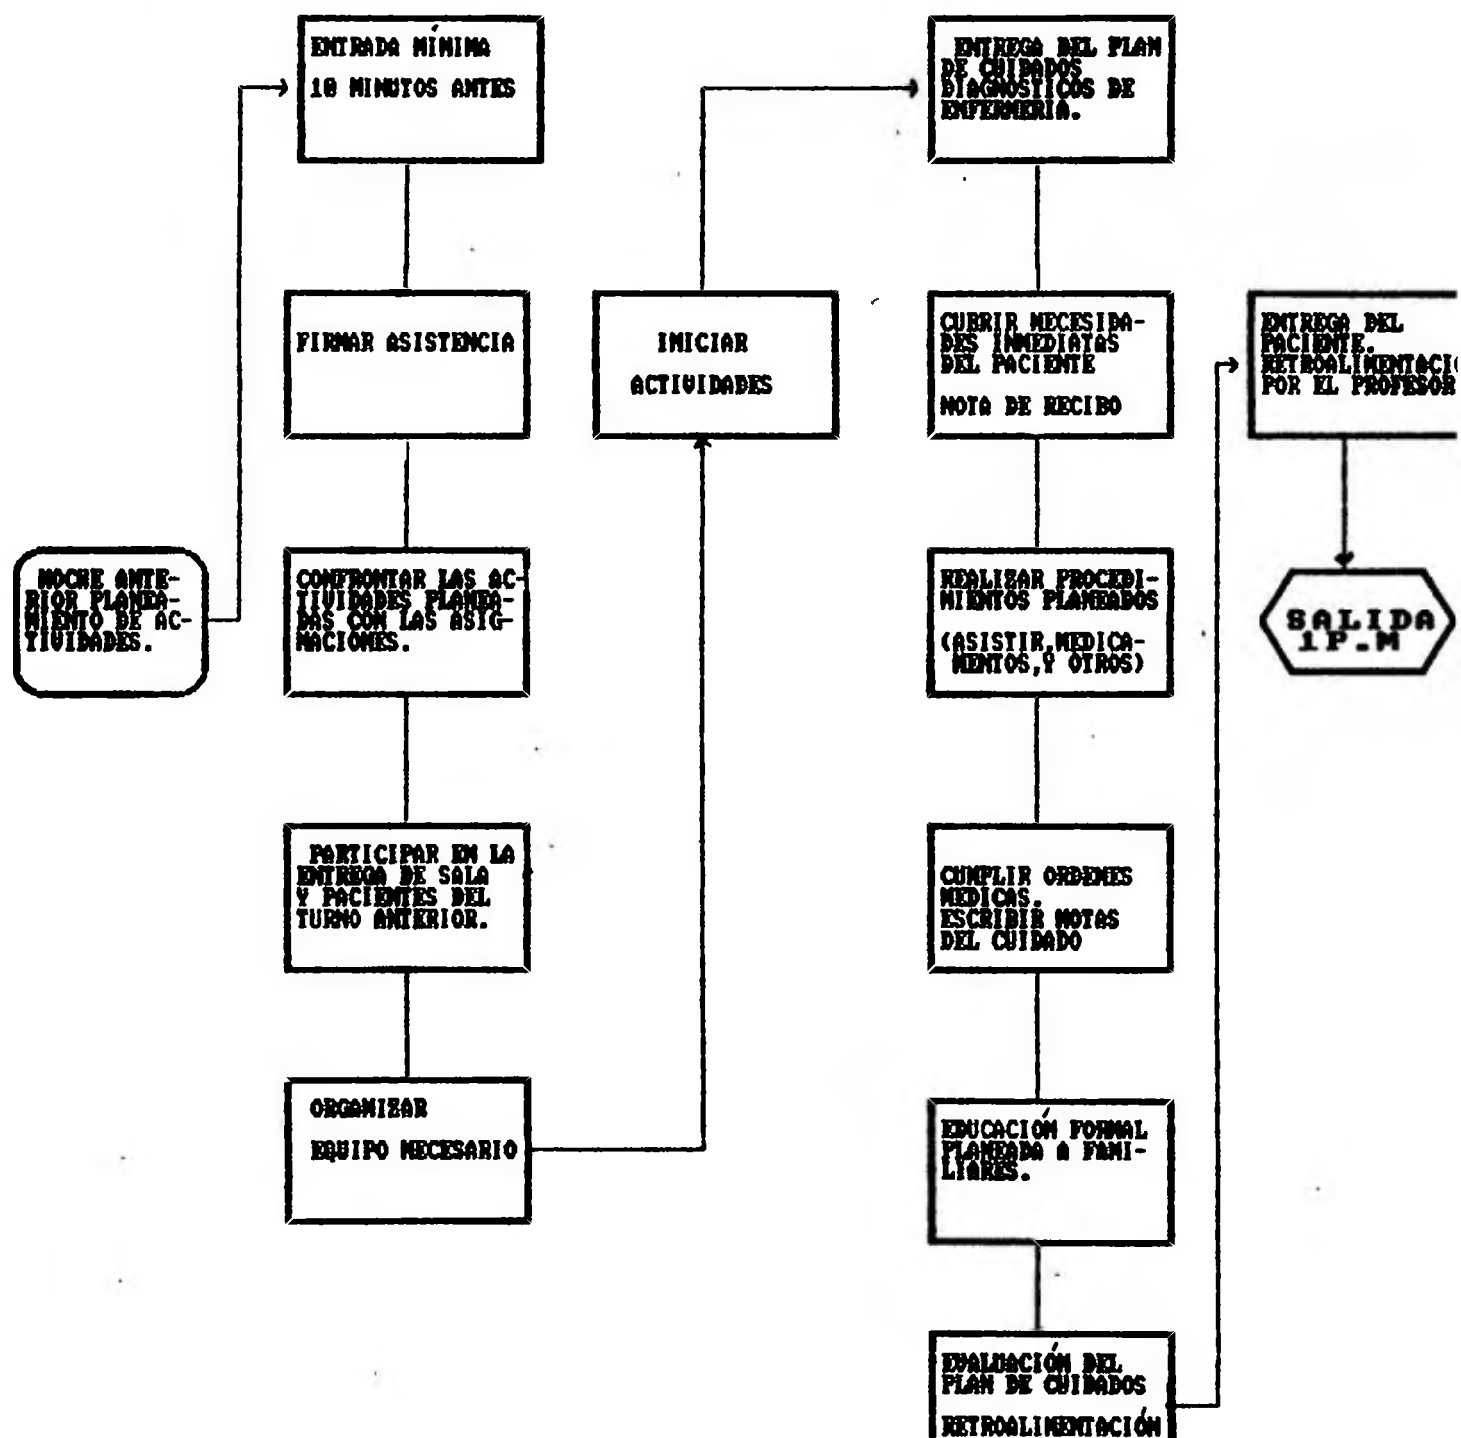 NOCHE ANTE-
RIOR PLANEA-
MIENTO DE AC-
TIVIDADES.
ENTRADA MÍNIMA
10 MINUTOS ANTES
FIRMAR ASISTENCIA
CONFRONTAR LAS AC-
TIVIDADES PLANEA-
DAS CON LAS ASIG-
NACIONES.
PARTICIPAR EN LA
ENTREGA DE SALA
Y PACIENTES DEL
TURNO ANTERIOR.
ORGANIZAR
EQUIPO NECESARIO
INICIAR
ACTIVIDADES
ENTREGA DEL PLAN
DE CUIDADOS
DIAGNOSTICOS DE
ENFERMERIA.
CUBRIR NECESIDA-
DES INMEDIATAS
DEL PACIENTE
NOTA DE RECIBO
REALIZAR PROCEDI-
MIENTOS PLANEADOS
(ASISTIR,MEDICA-
MENTOS,Y OTROS)
CUMPLIR ORDENES
MEDICAS.
ESCRIBIR NOTAS
DEL CUIDADO
EDUCACIÓN FORMAL
PLANEADA A FAMI-
LIARES.
EVALUACIÓN DEL
PLAN DE CUIDADOS
RETROALIMENTACIÓN
ENTREGA DEL
PACIENTE.
RETROALIMENTACI
POR EL PROFESOR
SALIDA
1P.M